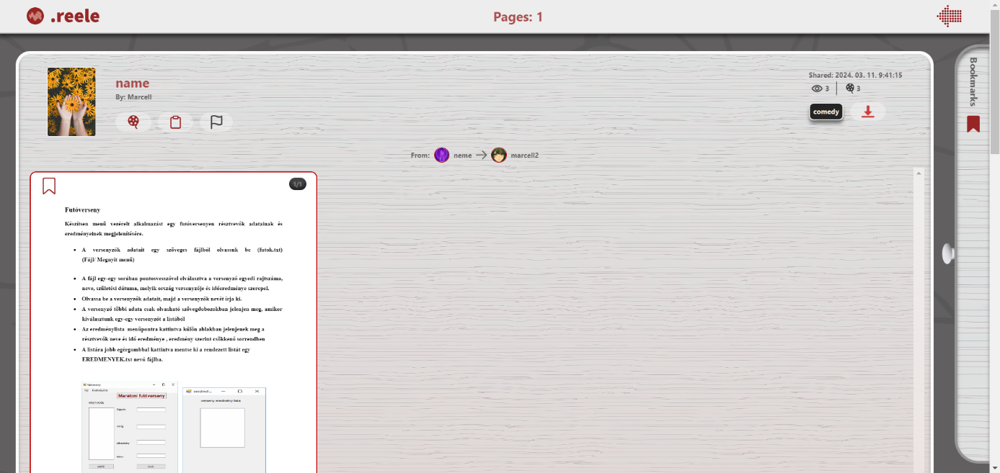 .reele
Pages: 1
Bookmarks
name
By: Marcell
Shared: 2024. 03. 11. 9:41:15
3
3
comedy
From: neme marcell2
1/1
Futóverseny
Készítsen menü vezérelt alkalmazást egy futóversenyen résztvevők adatainak és
eredményeinek megjelenítésére.
• A versenyzők adatait egy szöveges fájlból olvassuk be (futok.txt)
(Fájl/ Megnyit menü)
• A fájl egy-egy sorában pontosvesszővel elválasztva a versenyző egyedi rajtszáma,
neve, születési dátuma, melyik ország versenyzője és időeredménye szerepel.
• Olvassa be a versenyzők adatait, majd a versenyzők nevét írja ki.
• A versenyző többi adata csak olvasható szövegdobozokban jelenjen meg, amikor
kiválasztunk egy-egy versenyzőt a listából
• Az eredménylista menüpontra kattintva külön ablakban jelenjenek meg a
résztvevők neve és idő eredménye , eredmény szerint csökkenő sorrendben
• A listára jobb egérgombbal kattintva mentse ki a rendezett listát egy
EREDMENYEK.txt nevű fájlba.
Maratoni futóverseny
eredmé...
verseny eredmény lista